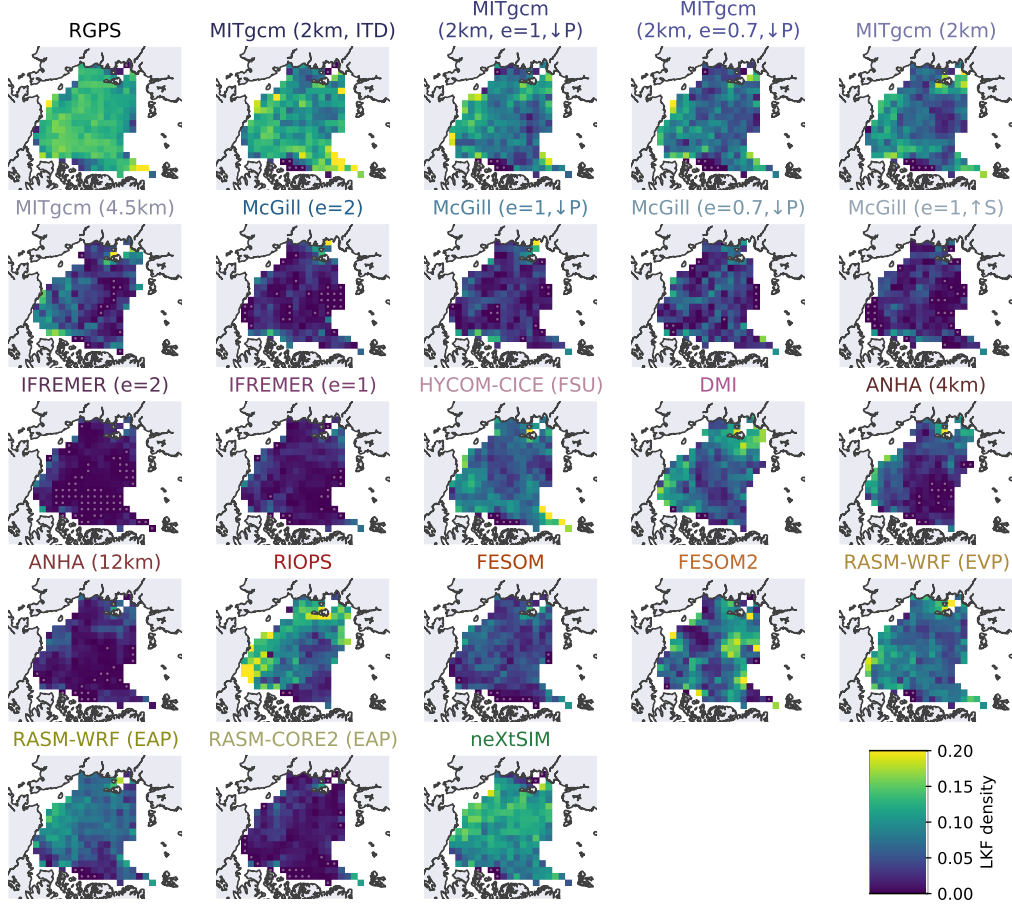 RGPS
MITgcm (2km, ITD)
MITgcm
(2km, e=1,↓P)
MITgcm
(2km, e=0.7,↓P)
MITgcm (2km)
MITgcm (4.5km)
McGill (e=2)
McGill (e=1,↓P)
McGill (e=0.7,↓P)
McGill (e=1,↑S)
IFREMER (e=2)
IFREMER (e=1)
HYCOM-CICE (FSU)
DMI
ANHA (4km)
ANHA (12km)
RIOPS
FESOM
FESOM2
RASM-WRF (EVP)
RASM-WRF (EAP)
RASM-CORE2 (EAP)
neXtSIM
0.20
0.15
0.10
0.05
0.00
LKF density